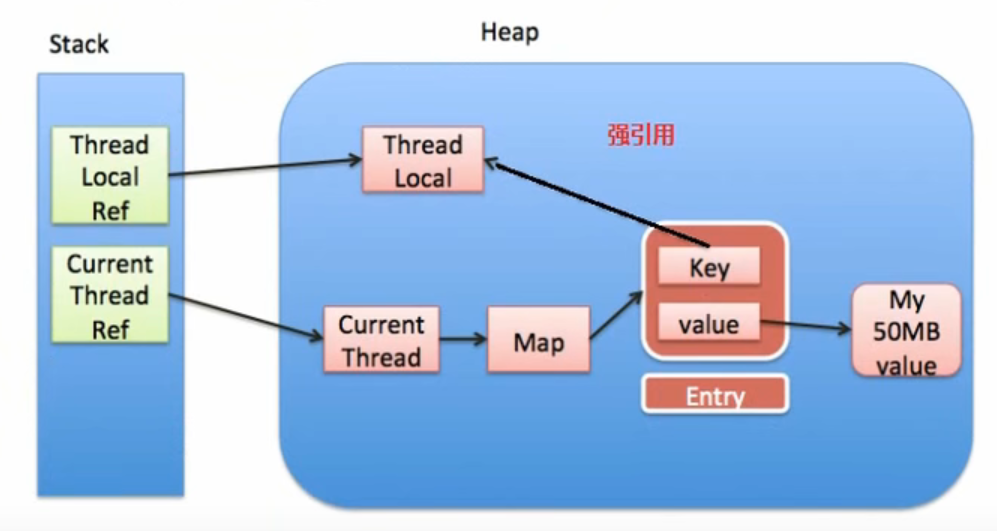 Stack
Heap
Thread
Local
Ref
Thread
Local
强引用
Current
Thread
Ref
Key
value
Current
Thread
Map
My
50MB
value
Entry